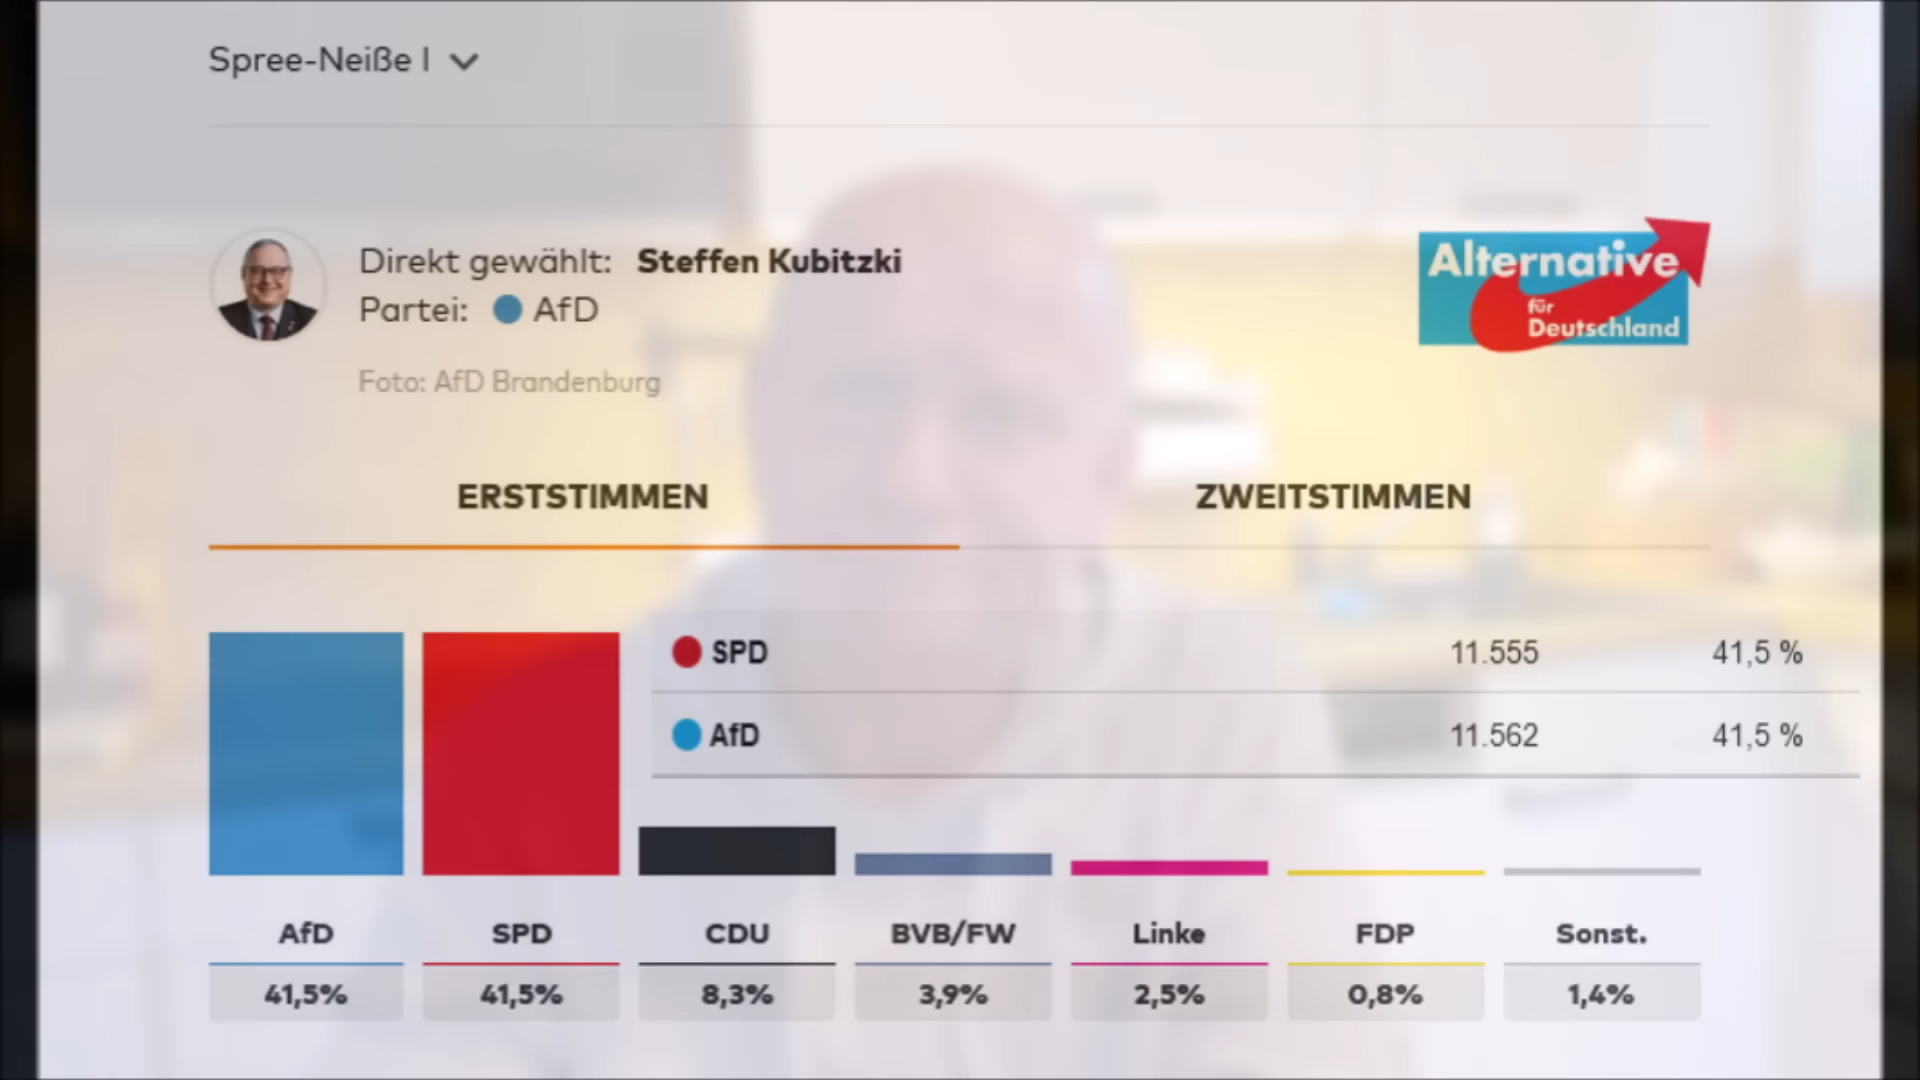 Spree-Neiße I
Direkt gewählt: Steffen Kubitzki
Partei: AfD
Foto: AfD Brandenburg
Alternative
für
Deutschland
ERSTSTIMMEN
ZWEITSTIMMEN
SPD 11.555 41,5 %
AfD 11.562 41,5 %
AfD SPD CDU BVB/FW Linke FDP Sonst.
41,5% 41,5% 8,3% 3,9% 2,5% 0,8% 1,4%